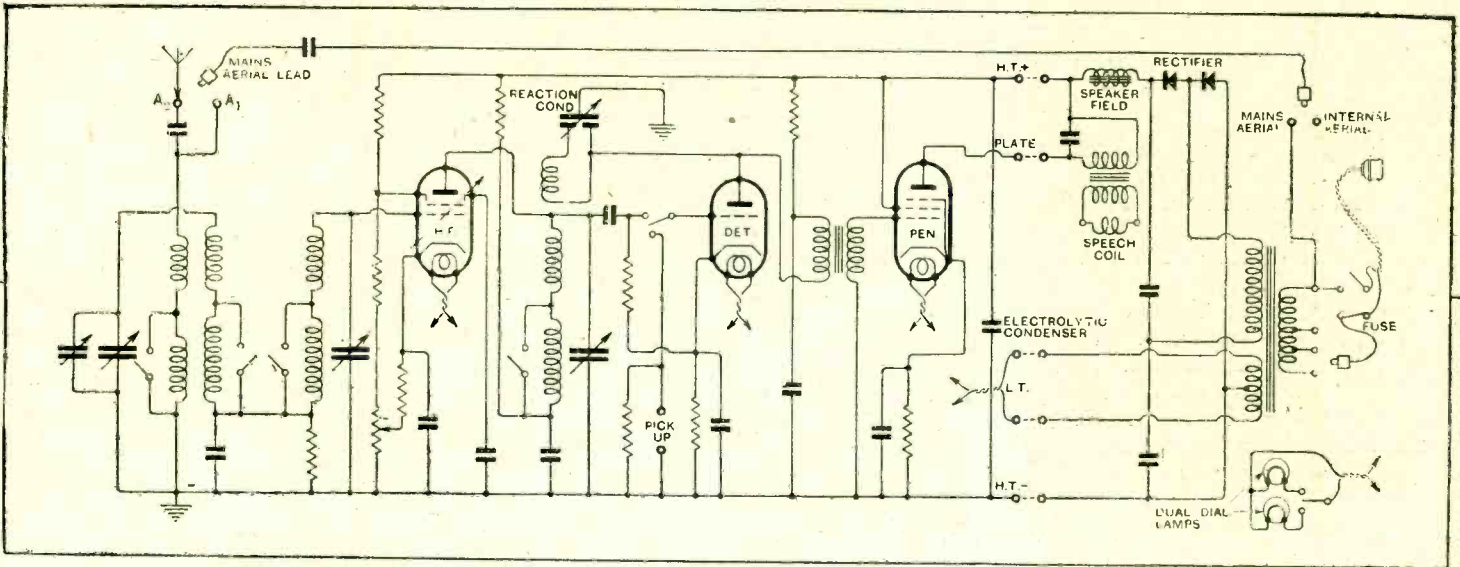 MAINS
AERIAL LEAD
A₂
A₁
REACTION
COND
H.F.
DET.
PEN
PICK
UP
H.T.+
PLATE
SPEAKER
FIELD
RECTIFIER
SPEECH
COIL
MAINS
AERIAL
INTERNAL
AERIAL
FUSE
ELECTROLYTIC
CONDENSER
L.T.
H.T.-
DUAL DIAL
LAMPS